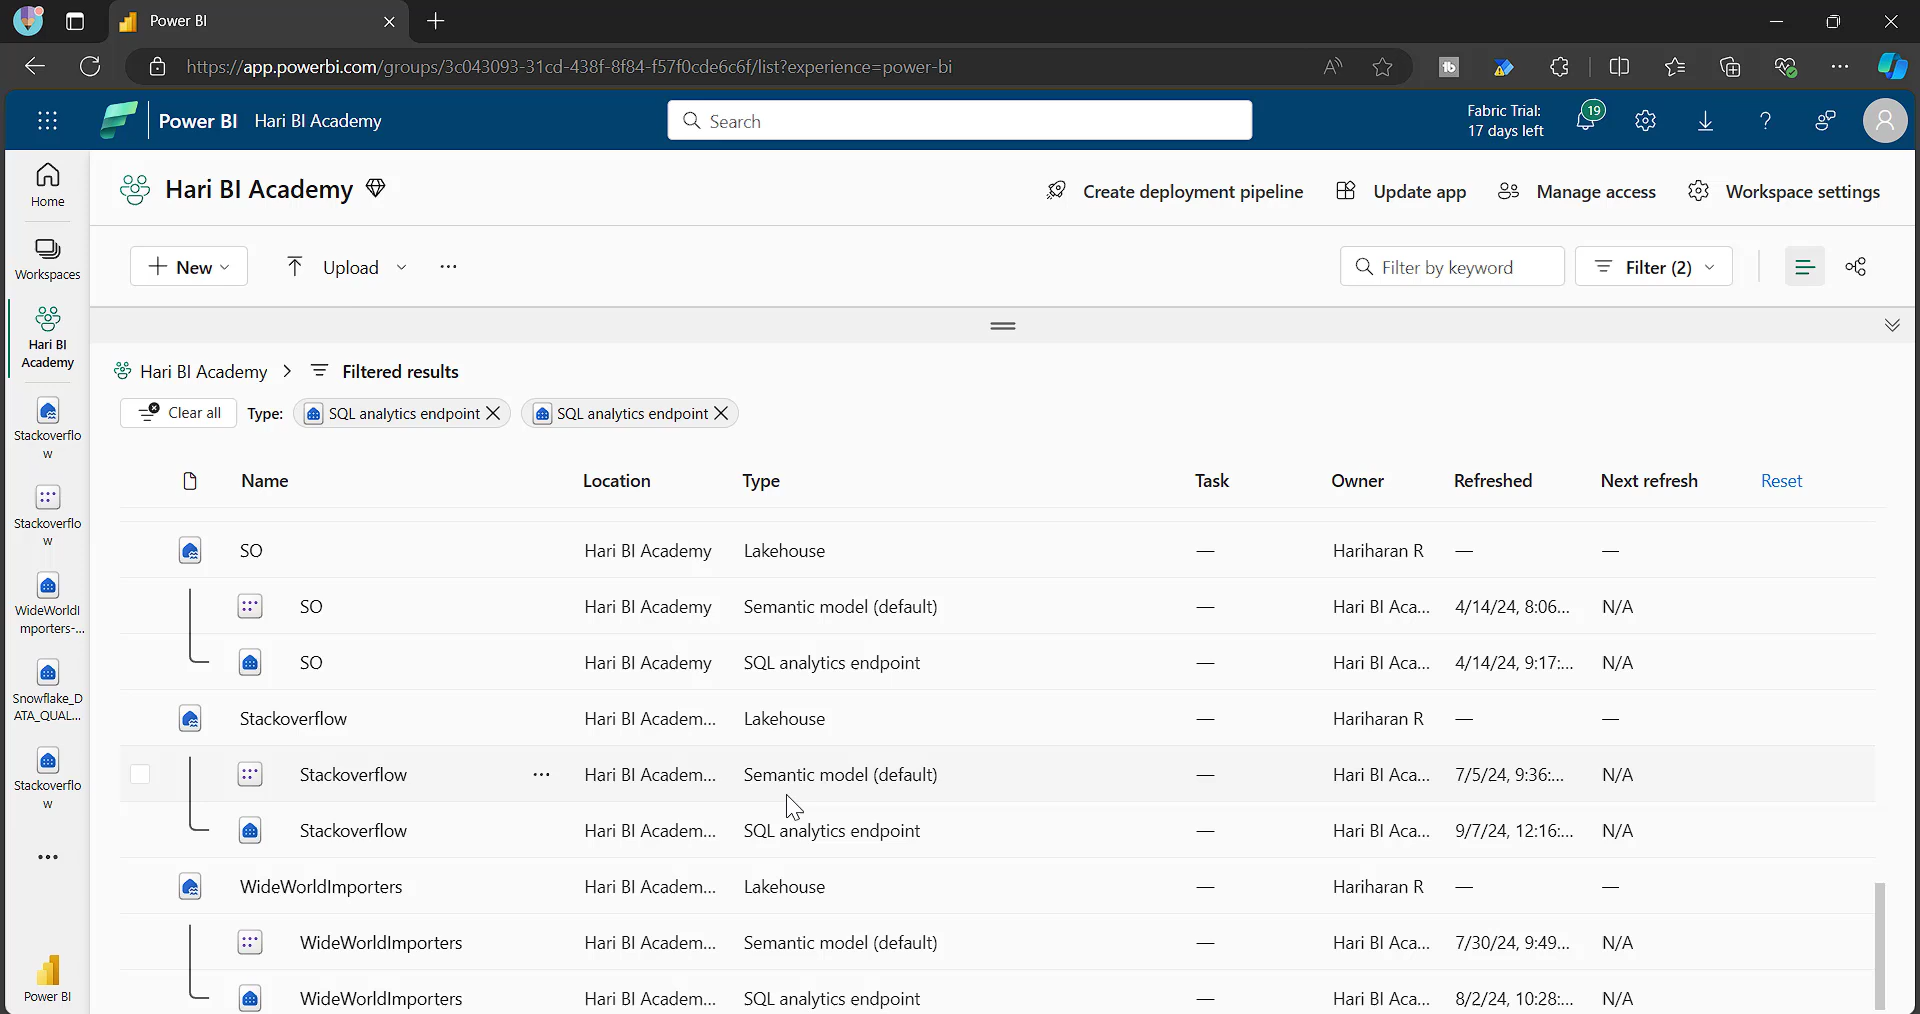 Power BI
https://app.powerbi.com/groups/3c043093-31cd-438f-8f84-f57f0cde6c6f/list?experience=power-bi
Power BI Hari BI Academy
Search
Fabric Trial:
17 days left
19
Home
Workspaces
Hari BI
Academy
Stackoverflo
w
Stackoverflo
w
WideWorldI
mporters-...
Snowflake_D
ATA_QUAL...
Stackoverflo
w
Power BI
Hari BI Academy
Create deployment pipeline Update app Manage access Workspace settings
New Upload Filter by keyword Filter (2)
Hari BI Academy > Filtered results
Clear all Type: SQL analytics endpoint SQL analytics endpoint
Name Location Type Task Owner Refreshed Next refresh Reset
SO Hari BI Academy Lakehouse — Hariharan R — —
SO Hari BI Academy Semantic model (default) — Hari BI Aca... 4/14/24, 8:06... N/A
SO Hari BI Academy SQL analytics endpoint — Hari BI Aca... 4/14/24, 9:17:... N/A
Stackoverflow Hari BI Academ... Lakehouse — Hariharan R — —
Stackoverflow ... Hari BI Academ... Semantic model (default) — Hari BI Aca... 7/5/24, 9:36:... N/A
Stackoverflow Hari BI Academ... SQL analytics endpoint — Hari BI Aca... 9/7/24, 12:16:... N/A
WideWorldImporters Hari BI Academ... Lakehouse — Hariharan R — —
WideWorldImporters Hari BI Academ... Semantic model (default) — Hari BI Aca... 7/30/24, 9:49... N/A
WideWorldImporters Hari BI Academ... SQL analytics endpoint — Hari BI Aca... 8/2/24, 10:28:... N/A